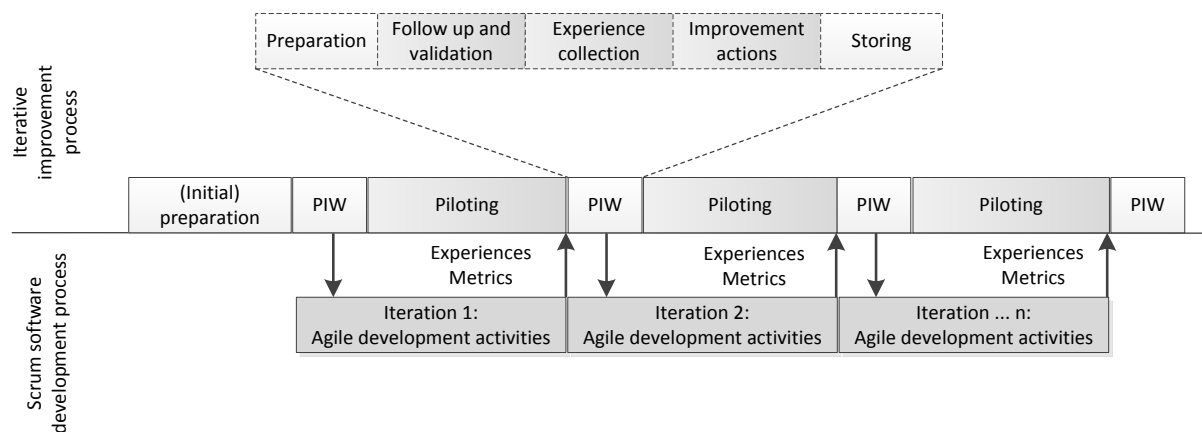 Preparation
Follow up and
validation
Experience
collection
Improvement
actions
Storing
Iterative
improvement
process
(Initial)
preparation
PIW
Piloting
PIW
Piloting
PIW
Piloting
PIW
Experiences
Metrics
Experiences
Metrics
Experiences
Metrics
Scrum software
development process
Iteration 1:
Agile development activities
Iteration 2:
Agile development activities
Iteration ... n:
Agile development activities